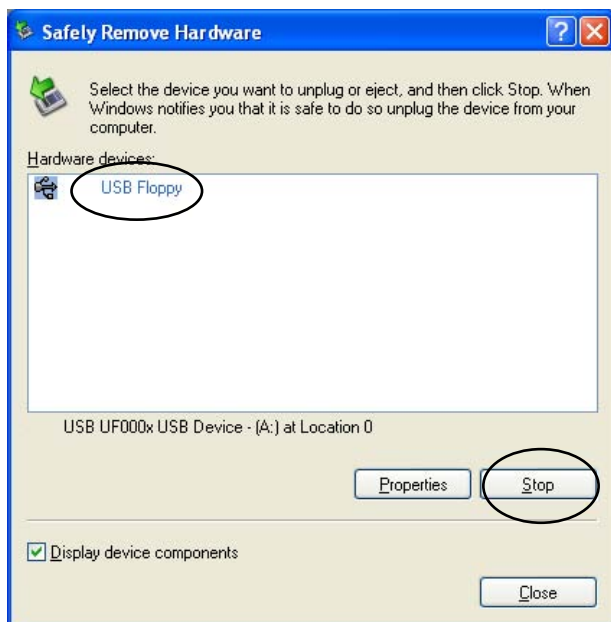 Safely Remove Hardware
Select the device you want to unplug or eject, and then click Stop. When
Windows notifies you that it is safe to do so unplug the device from your
computer.
Hardware devices:
USB Floppy
USB UF000x USB Device - (A:) at Location 0
Properties Stop
Display device components
Close